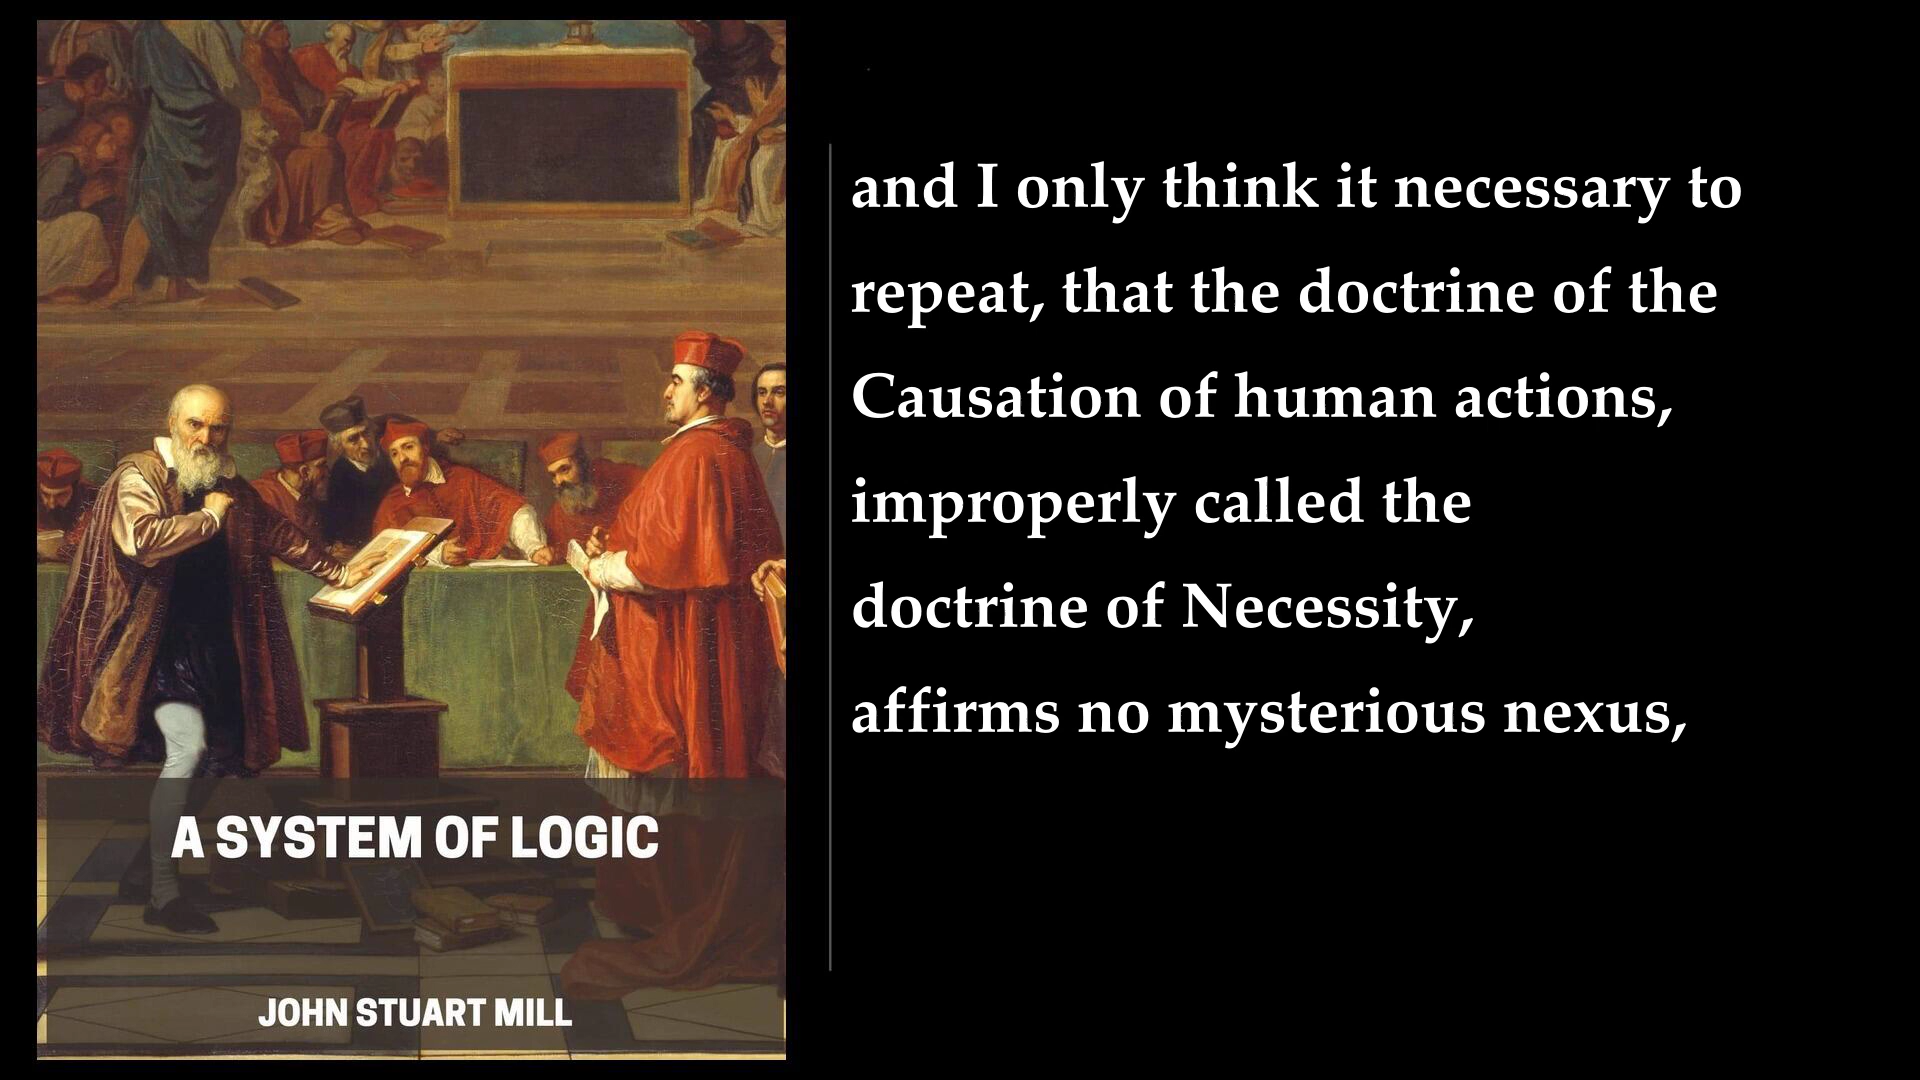 and I only think it necessary to
repeat, that the doctrine of the
Causation of human actions,
improperly called the
doctrine of Necessity,
affirms no mysterious nexus,
A SYSTEM OF LOGIC
JOHN STUART MILL